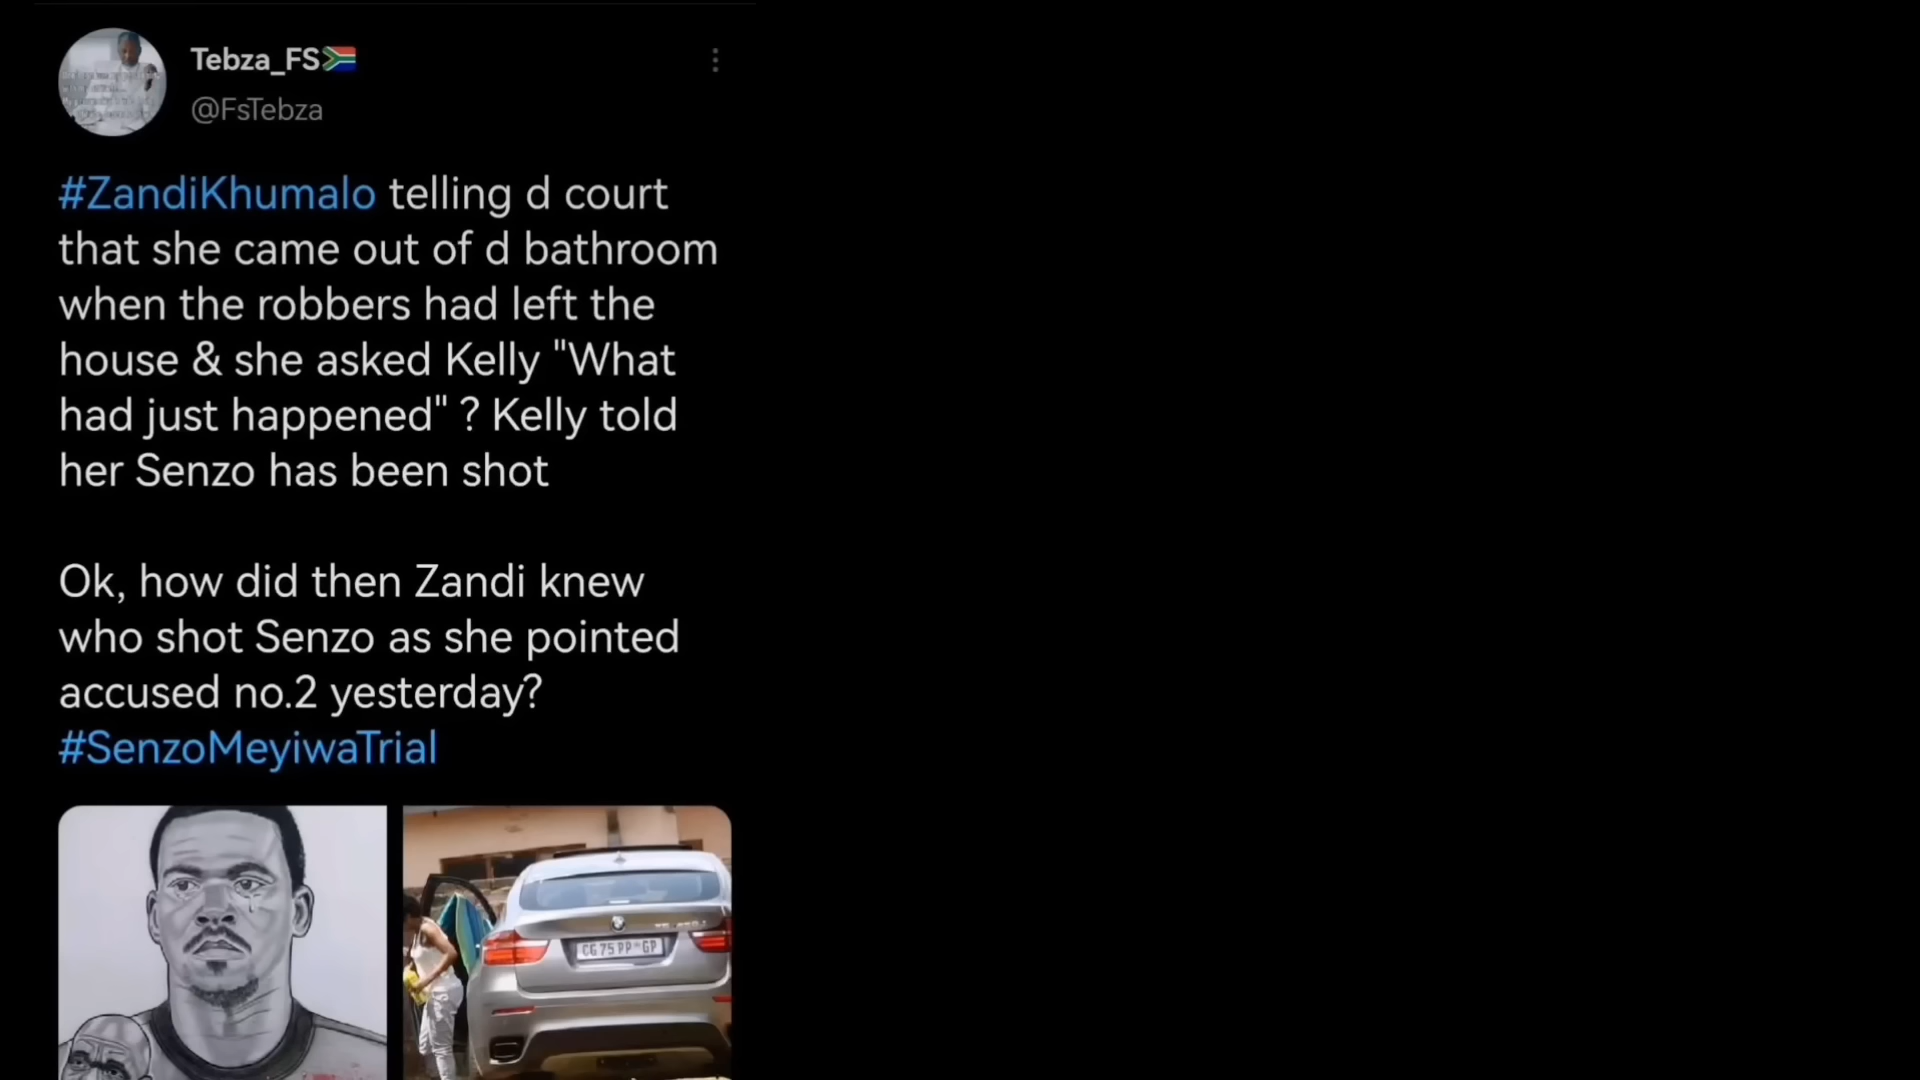 Tebza_FS🇿🇦
@FsTebza
#ZandiKhumalo telling d court
that she came out of d bathroom
when the robbers had left the
house & she asked Kelly "What
had just happened" ? Kelly told
her Senzo has been shot
Ok, how did then Zandi knew
who shot Senzo as she pointed
accused no.2 yesterday?
#SenzoMeyiwaTrial
CG 75 PP GP